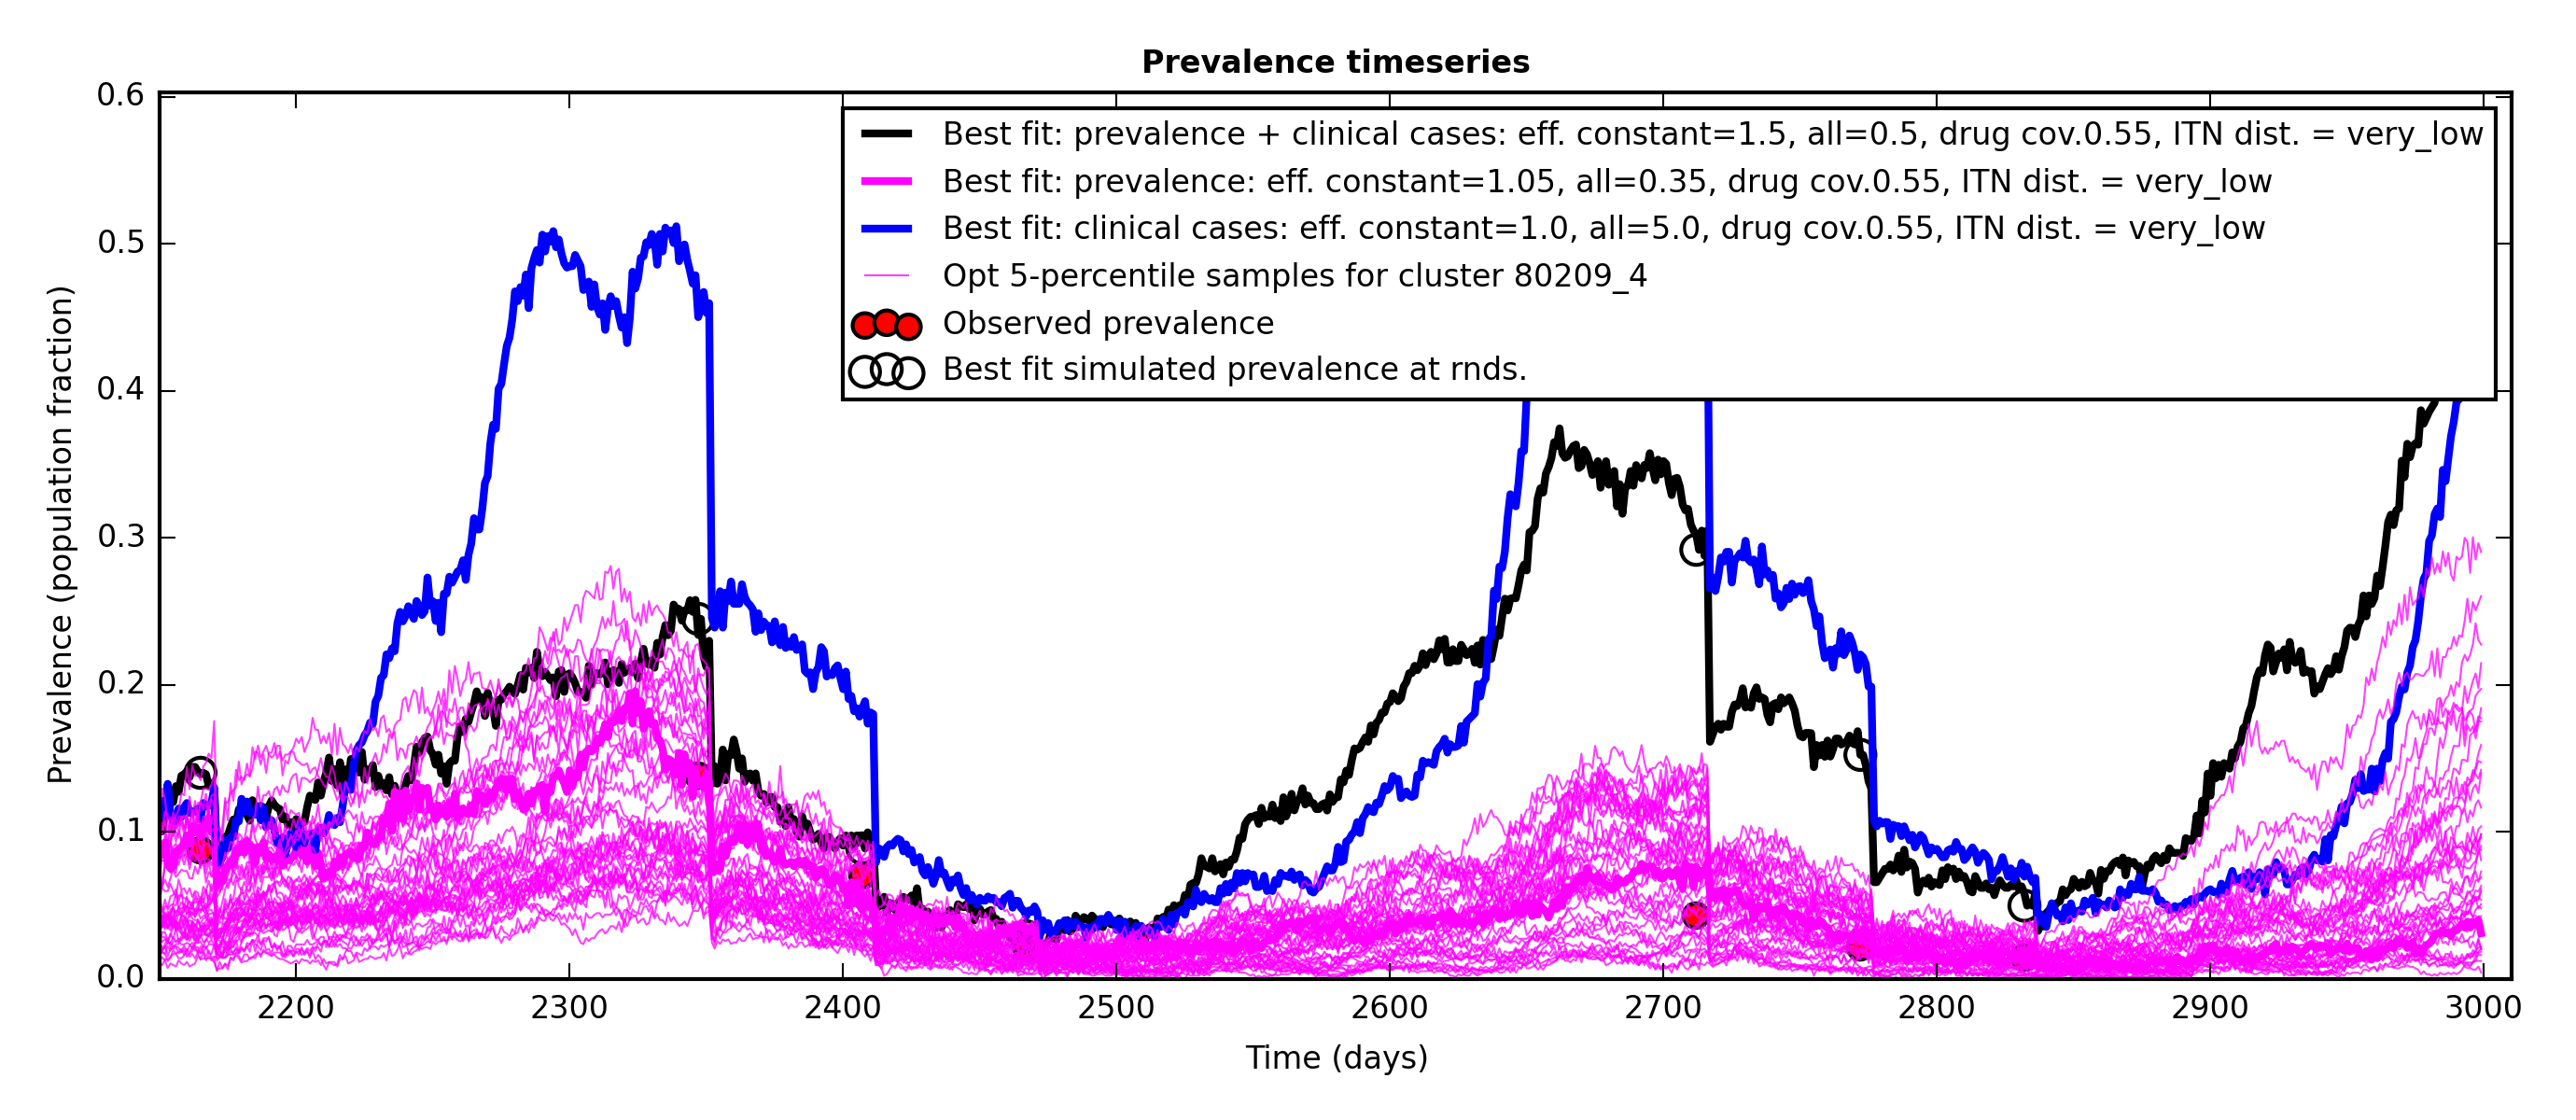 Prevalence timeseries
Prevalence (population fraction)
0.6
0.5
0.4
0.3
0.2
0.1
0.0
Best fit: prevalence + clinical cases: eff. constant=1.5, all=0.5, drug cov.0.55, ITN dist. = very_low
Best fit: prevalence: eff. constant=1.05, all=0.35, drug cov.0.55, ITN dist. = very_low
Best fit: clinical cases: eff. constant=1.0, all=5.0, drug cov.0.55, ITN dist. = very_low
Opt 5-percentile samples for cluster 80209_4
Observed prevalence
Best fit simulated prevalence at rnds.
2200 2300 2400 2500 2600 2700 2800 2900 3000
Time (days)